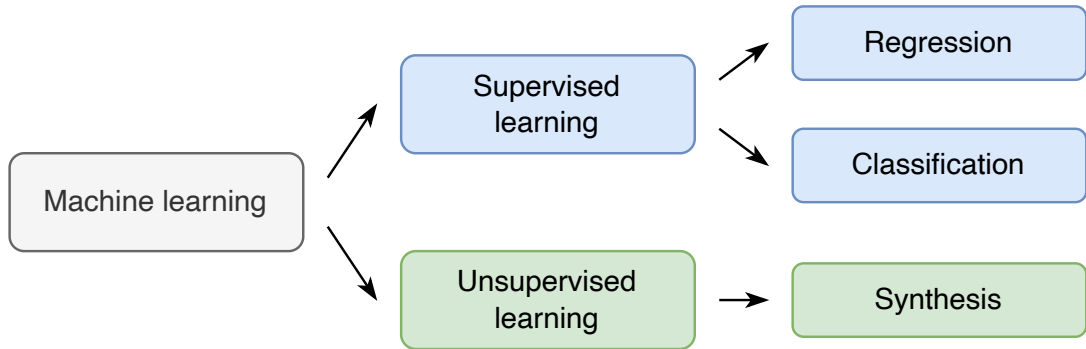 Machine learning
Supervised
learning
Unsupervised
learning
Regression
Classification
Synthesis